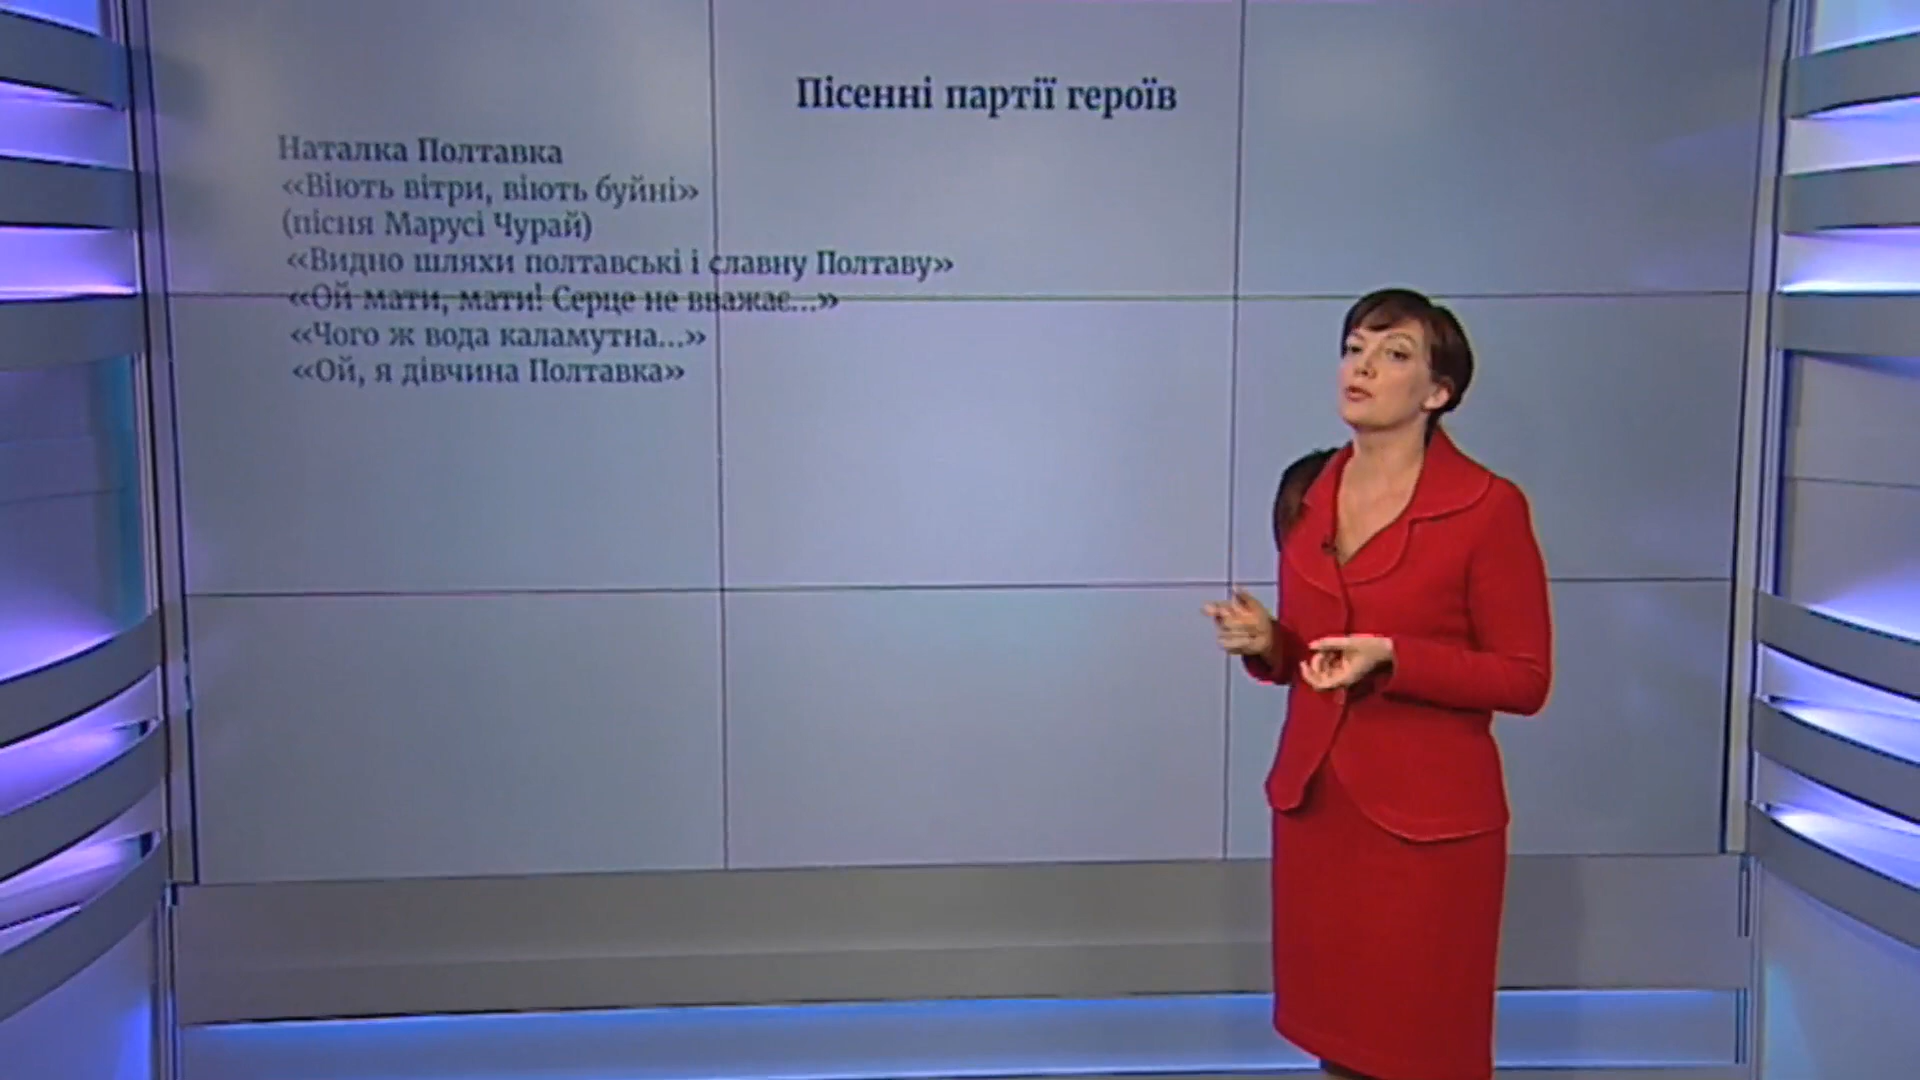 Пісенні партії героїв
Наталка Полтавка
«Віють вітри, віють буйні»
(пісня Марусі Чурай)
«Видно шляхи полтавські і славну Полтаву»
«Ой мати, мати! Серце не вважає...»
«Чого ж вода каламутна...»
«Ой, я дівчина Полтавка»